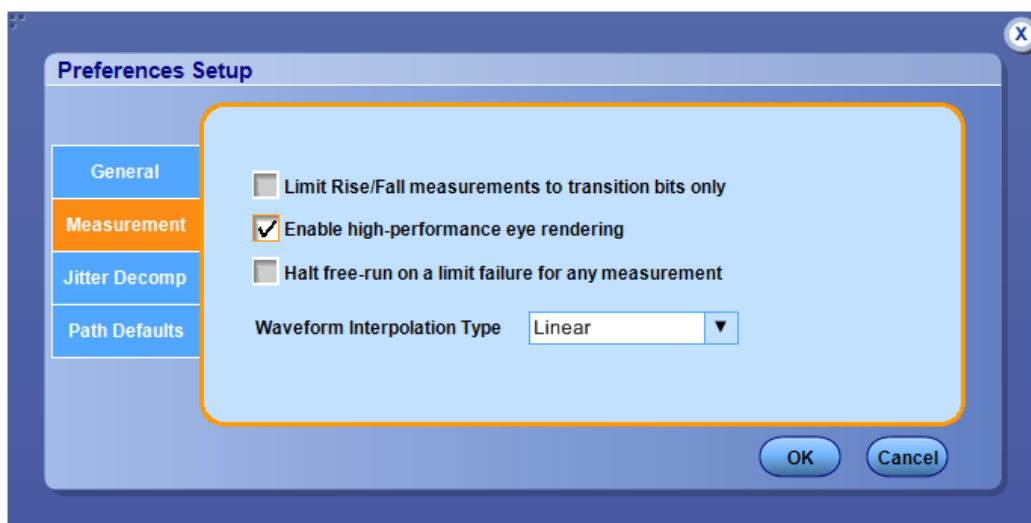 X
Preferences Setup
General
Measurement
Jitter Decomp
Path Defaults
Limit Rise/Fall measurements to transition bits only
Enable high-performance eye rendering
Halt free-run on a limit failure for any measurement
Waveform Interpolation Type Linear
OK Cancel